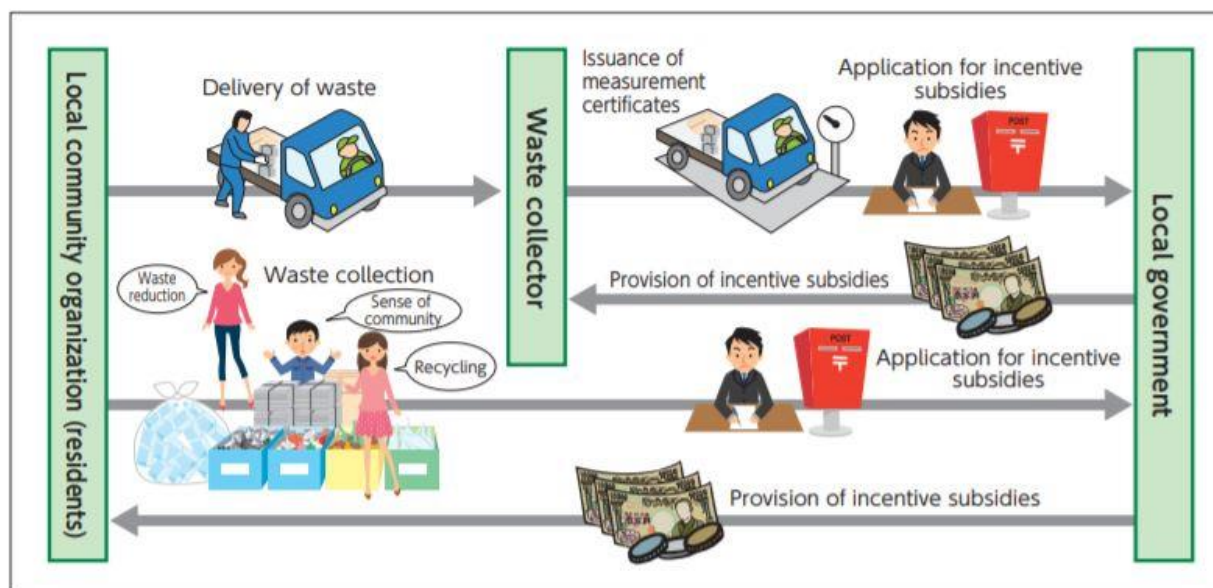 Local community organization (residents)
Delivery of waste
Waste collector
Issuance of
measurement
certificates
Application for incentive
subsidies
POST
〒
Local government
Waste
reduction
Waste collection
Sense of
community
Recycling
Provision of incentive subsidies
POST
〒
Application for incentive
subsidies
Provision of incentive subsidies